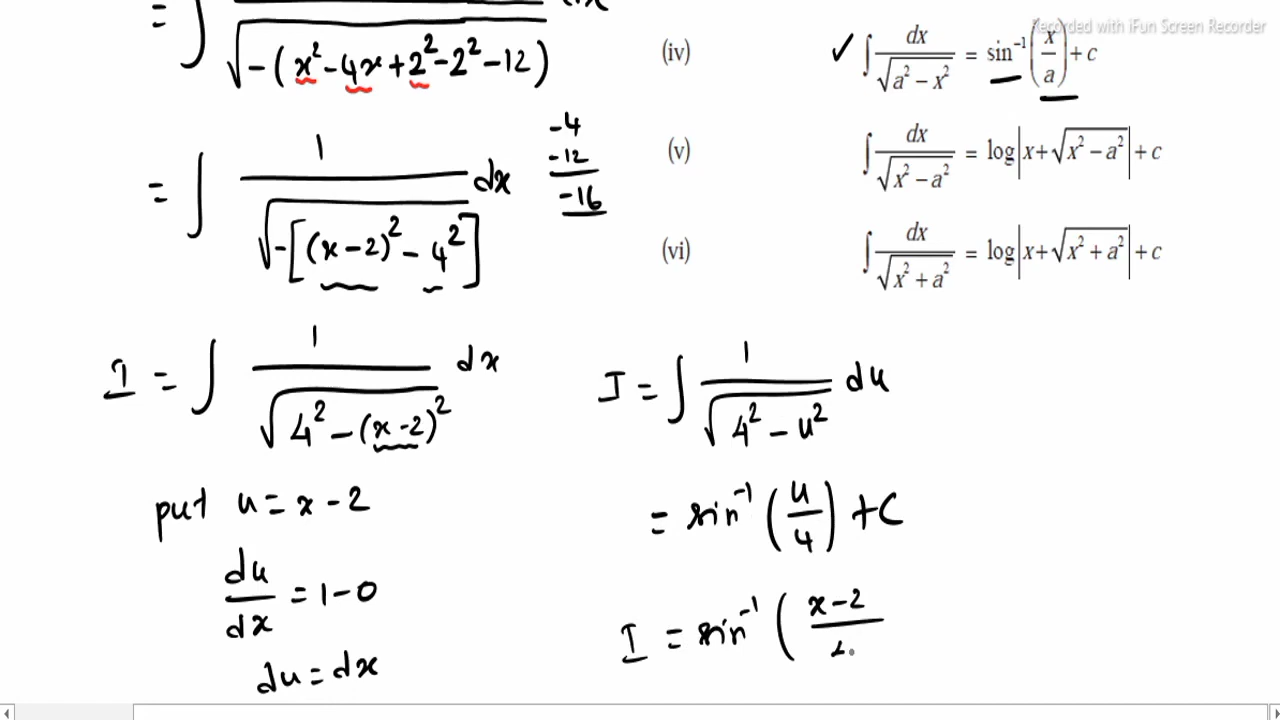 = ∫ 1/√(-(x² - 4x + 2² - 2² - 12)) dx
-4
-12
-16
= ∫ 1/√(-[(x-2)² - 4²]) dx
I = ∫ 1/√(4² - (x-2)²) dx
put u = x - 2
du/dx = 1 - 0
du = dx
Recorded with iFun Screen Recorder
(iv) ✓ ∫ dx/√(a² - x²) = sin⁻¹(x/a) + c
(v) ∫ dx/√(x² - a²) = log|x + √(x² - a²)| + c
(vi) ∫ dx/√(x² + a²) = log|x + √(x² + a²)| + c
I = ∫ 1/√(4² - u²) du
= sin⁻¹(u/4) + C
I = sin⁻¹( x-2